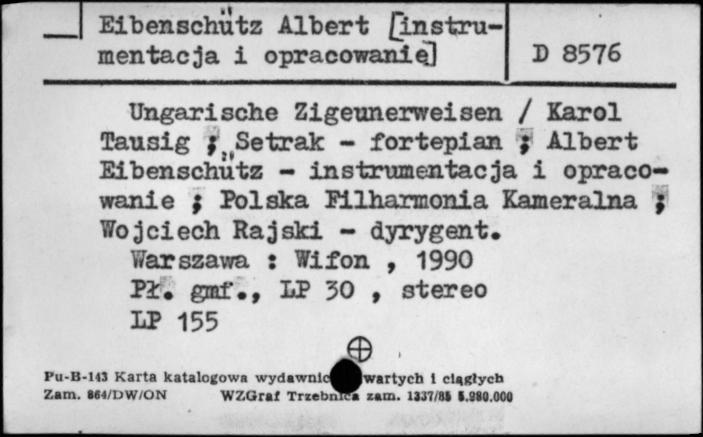 Eibenschütz Albert [instru-
mentacja i opracowanie]
D 8576
Ungarische Zigeunerweisen / Karol
Tausig ; Setrak - fortepian ; Albert
Eibenschütz - instrumentacja i opraco-
wanie ; Polska Filharmonia Kameralna ;
Wojciech Rajski - dyrygent.
Warszawa : Wifon , 1990
Pł. gmf., LP 30 , stereo
LP 155
Pu-B-143 Karta katalogowa wydawnic wartych i ciągłych
Zam. 864/DW/ON WZGraf Trzebnica zam. 1337/85 5.980.000